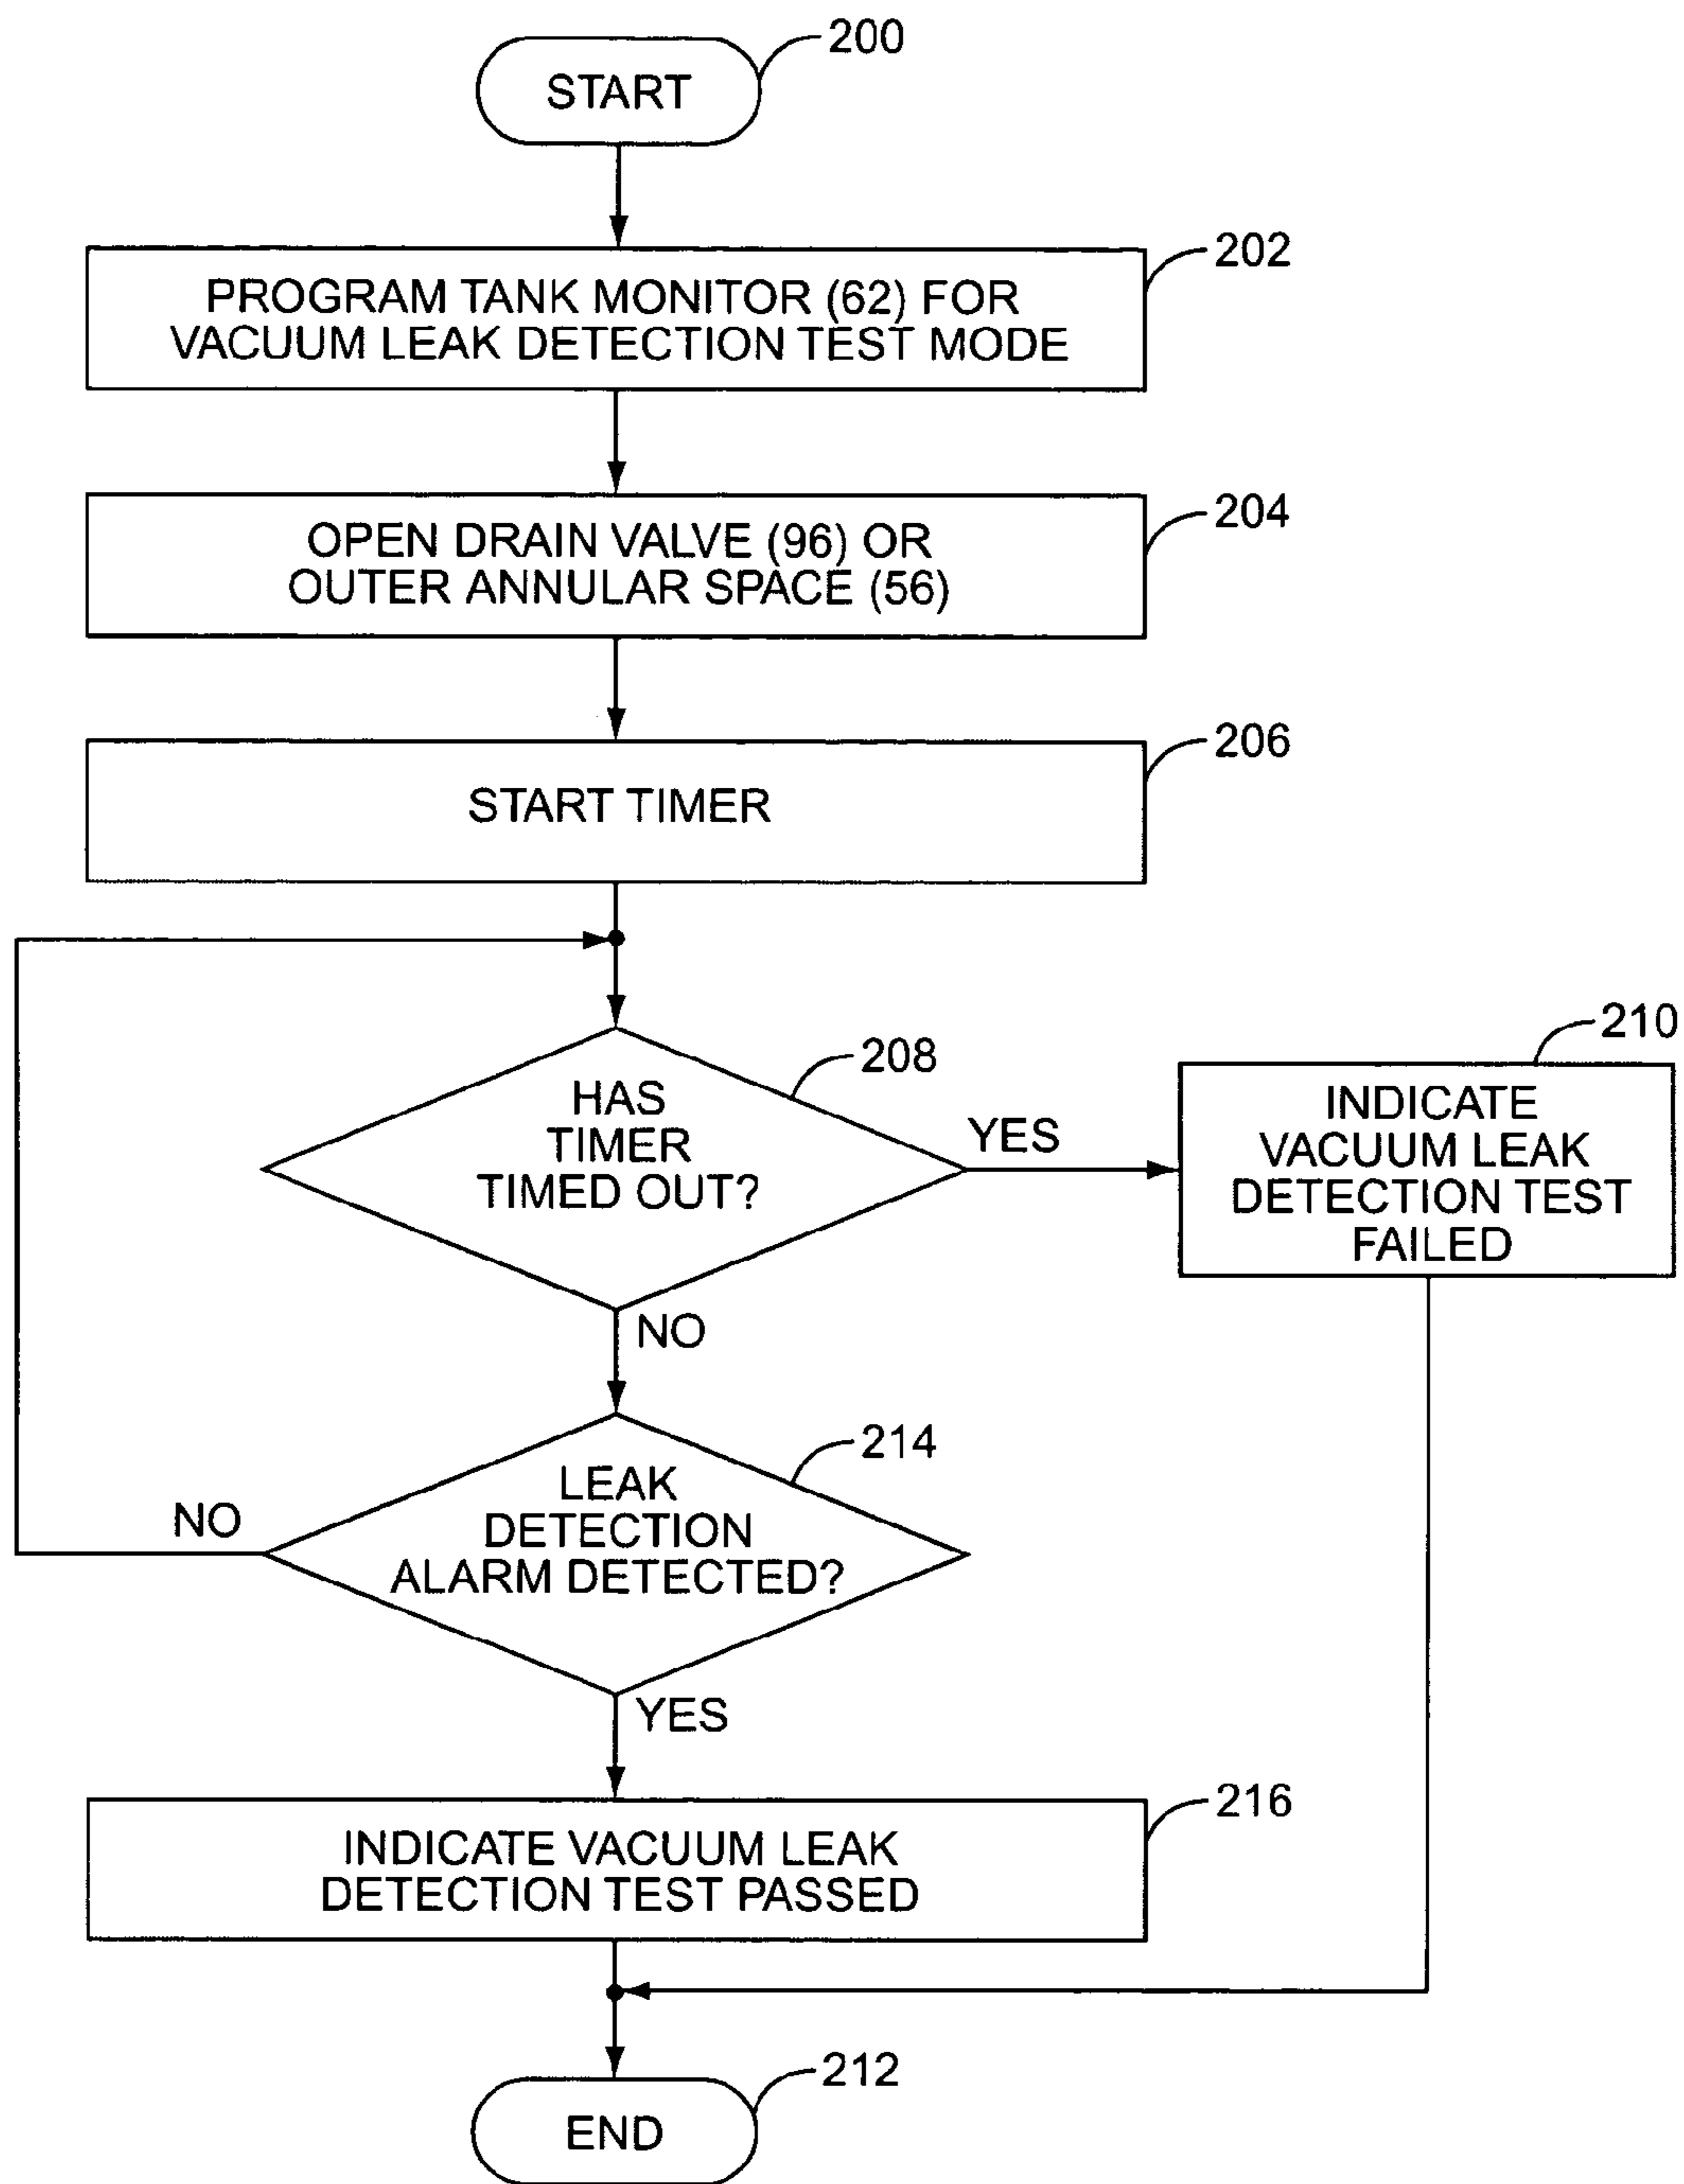 200
START
202
PROGRAM TANK MONITOR (62) FOR
VACUUM LEAK DETECTION TEST MODE
204
OPEN DRAIN VALVE (96) OR
OUTER ANNULAR SPACE (56)
206
START TIMER
208
HAS
TIMER
TIMED OUT?
YES
210
INDICATE
VACUUM LEAK
DETECTION TEST
FAILED
NO
214
LEAK
DETECTION
ALARM DETECTED?
NO
YES
216
INDICATE VACUUM LEAK
DETECTION TEST PASSED
212
END